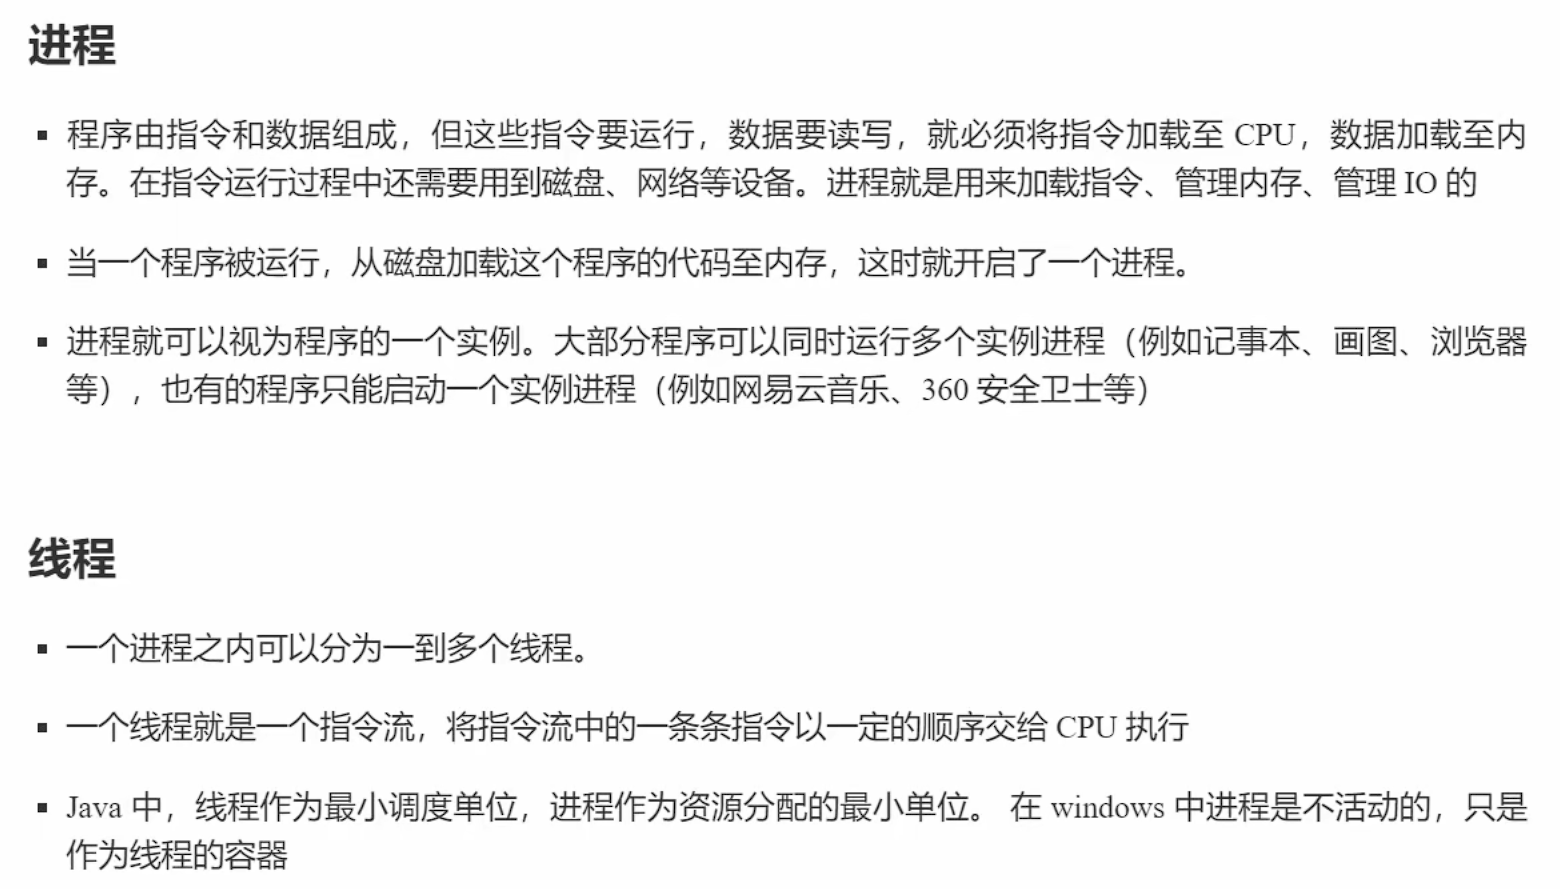 进程
▪ 程序由指令和数据组成，但这些指令要运行，数据要读写，就必须将指令加载至 CPU，数据加载至内
存。在指令运行过程中还需要用到磁盘、网络等设备。进程就是用来加载指令、管理内存、管理 IO 的
▪ 当一个程序被运行，从磁盘加载这个程序的代码至内存，这时就开启了一个进程。
▪ 进程就可以视为程序的一个实例。大部分程序可以同时运行多个实例进程（例如记事本、画图、浏览器
等），也有的程序只能启动一个实例进程（例如网易云音乐、360 安全卫士等）
线程
▪ 一个进程之内可以分为一到多个线程。
▪ 一个线程就是一个指令流，将指令流中的一条条指令以一定的顺序交给 CPU 执行
▪ Java 中，线程作为最小调度单位，进程作为资源分配的最小单位。 在 windows 中进程是不活动的，只是
作为线程的容器